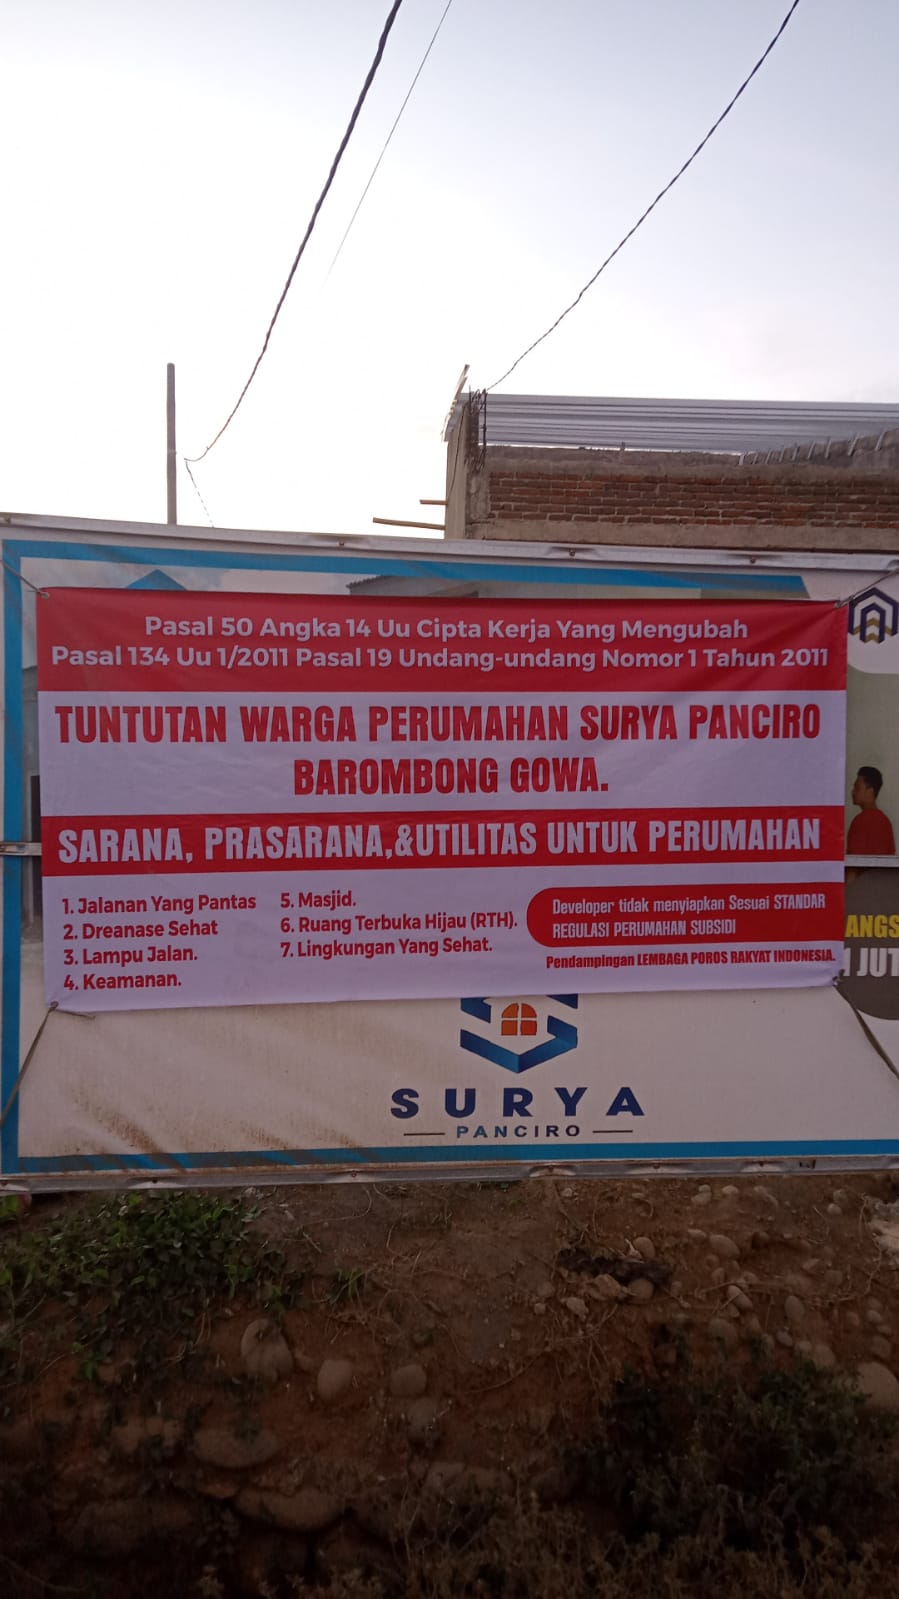 Pasal 50 Angka 14 Uu Cipta Kerja Yang Mengubah
Pasal 134 Uu 1/2011 Pasal 19 Undang-undang Nomor 1 Tahun 2011
TUNTUTAN WARGA PERUMAHAN SURYA PANCIRO
BAROMBONG GOWA.
SARANA, PRASARANA,&UTILITAS UNTUK PERUMAHAN
1. Jalanan Yang Pantas
2. Dreanase Sehat
3. Lampu Jalan.
4. Keamanan.
5. Masjid.
6. Ruang Terbuka Hijau (RTH).
7. Lingkungan Yang Sehat.
Developer tidak menyiapkan Sesuai STANDAR
REGULASI PERUMAHAN SUBSIDI
Pendampingan LEMBAGA POROS RAKYAT INDONESIA.
ANGS
JUT
SURYA
PANCIRO